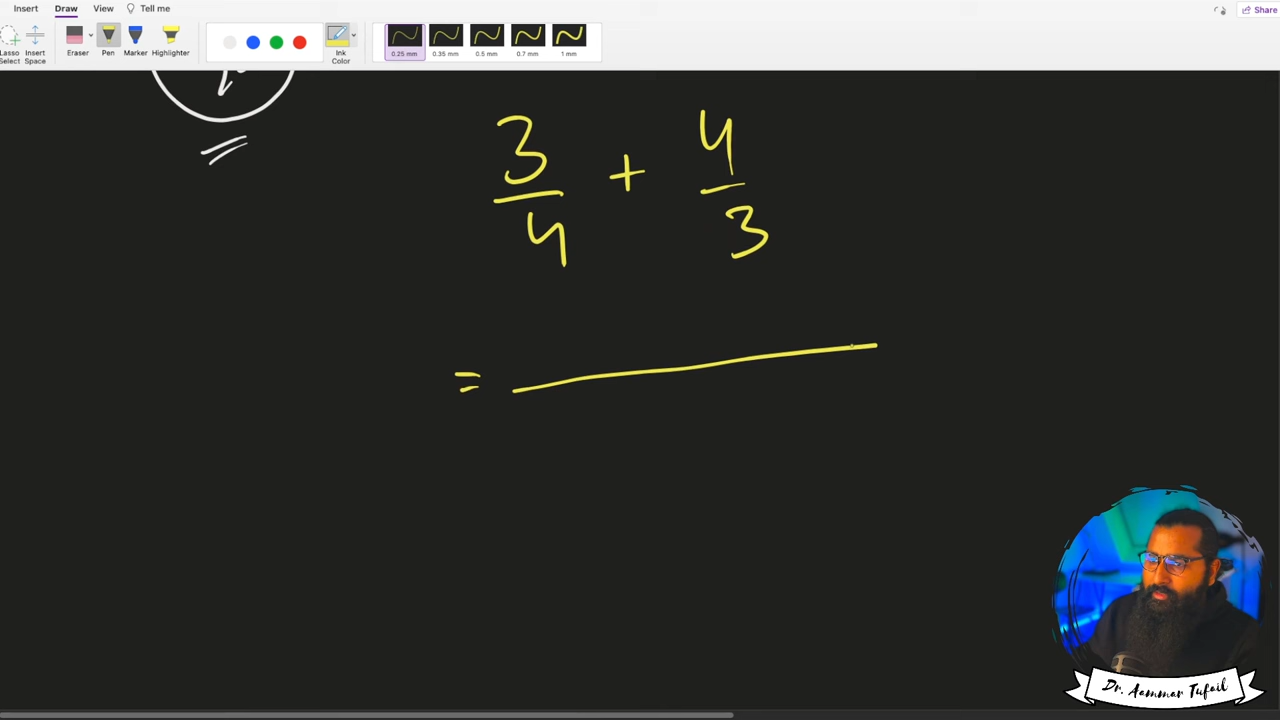 Insert Draw View Tell me Share
Lasso Select Insert Space Eraser Pen Marker Highlighter Ink Color 0.25 mm 0.35 mm 0.5 mm 0.7 mm 1 mm
3/4 + 4/3
=
Dr. Aammar Tufail